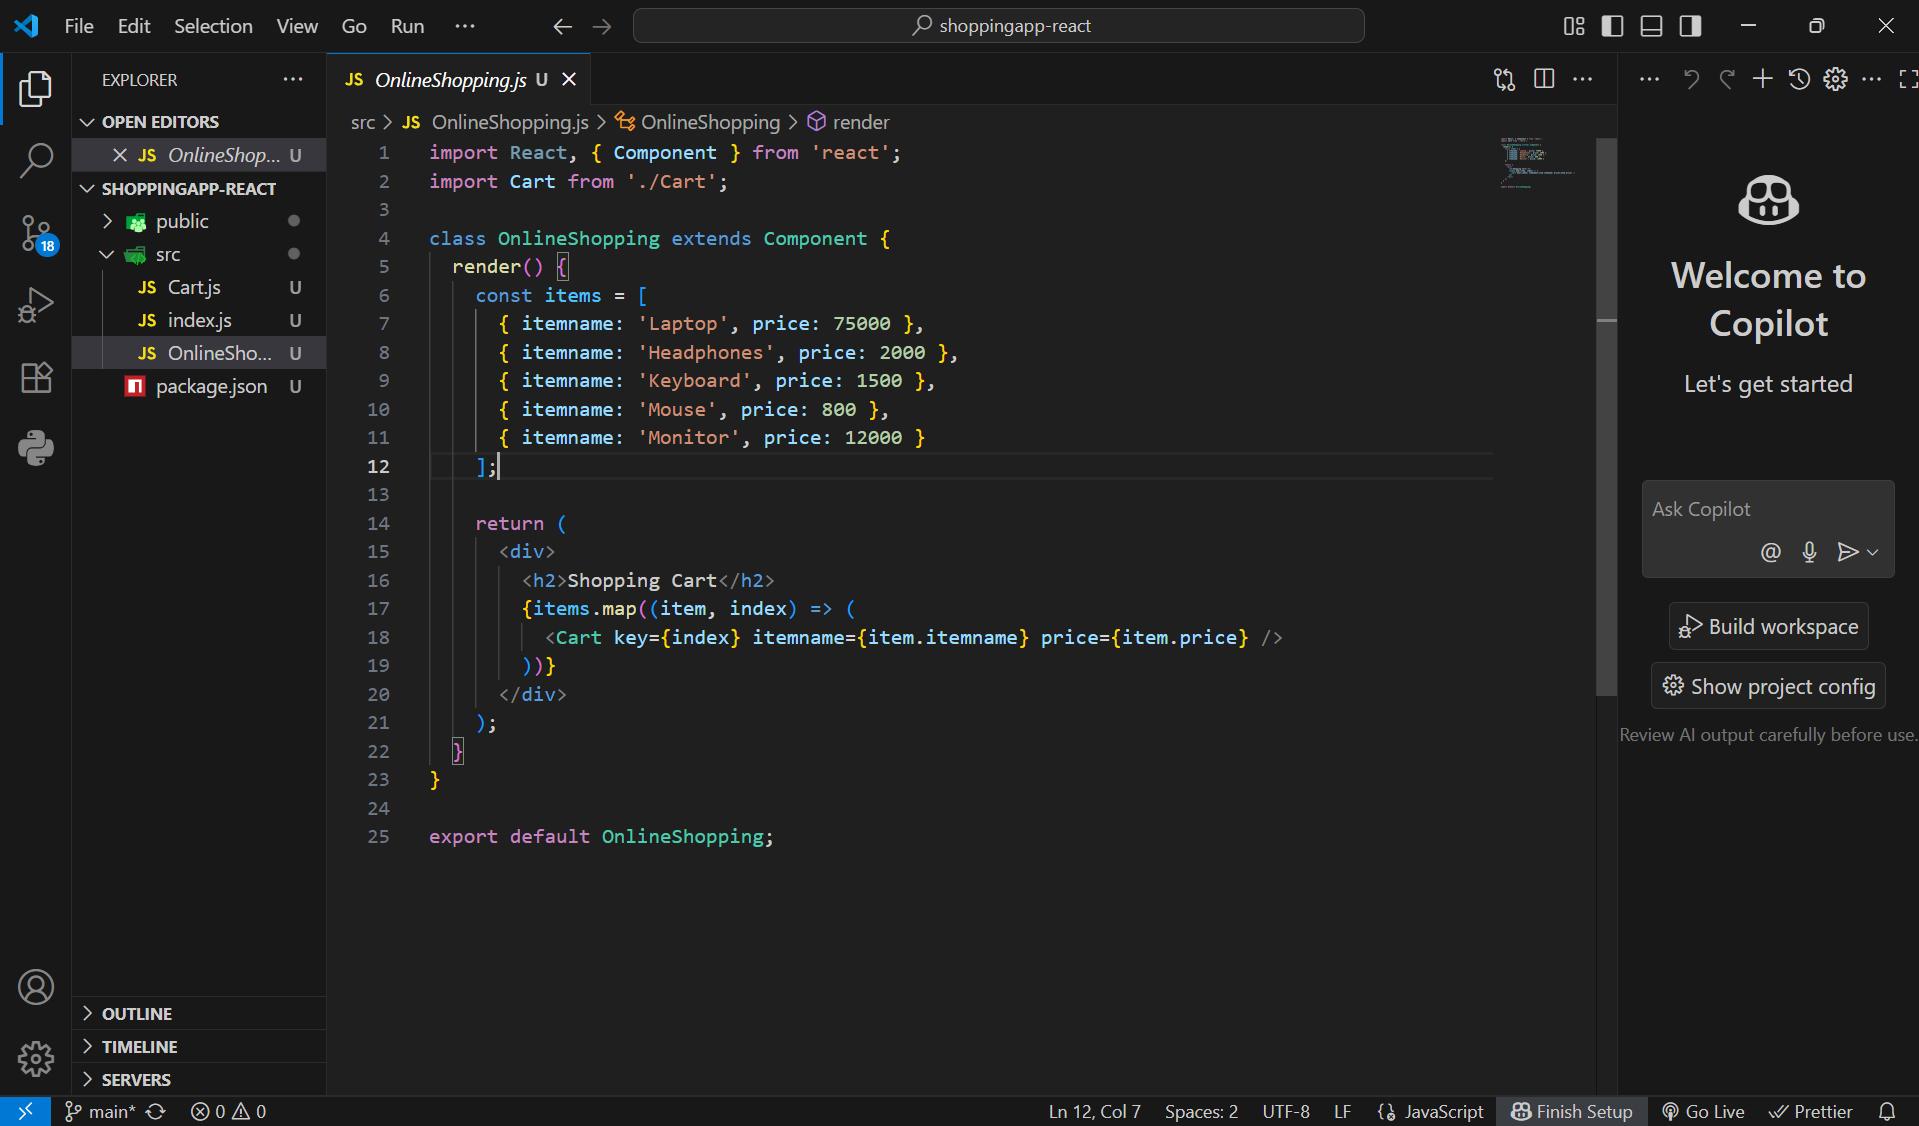 File Edit Selection View Go Run ···
shoppingapp-react
EXPLORER ···
OPEN EDITORS
JS OnlineShop... U
SHOPPINGAPP-REACT
public
src
JS Cart.js U
JS index.js U
JS OnlineSho... U
package.json U
18
OUTLINE
TIMELINE
SERVERS
JS OnlineShopping.js U
src > JS OnlineShopping.js > OnlineShopping > render
1 import React, { Component } from 'react';
2 import Cart from './Cart';
3
4 class OnlineShopping extends Component {
5   render() {
6     const items = [
7       { itemname: 'Laptop', price: 75000 },
8       { itemname: 'Headphones', price: 2000 },
9       { itemname: 'Keyboard', price: 1500 },
10       { itemname: 'Mouse', price: 800 },
11       { itemname: 'Monitor', price: 12000 }
12     ];
13
14     return (
15       <div>
16         <h2>Shopping Cart</h2>
17         {items.map((item, index) => (
18           <Cart key={index} itemname={item.itemname} price={item.price} />
19         ))}
20       </div>
21     );
22   }
23 }
24
25 export default OnlineShopping;
Welcome to
Copilot
Let's get started
Ask Copilot
@
Build workspace
Show project config
Review AI output carefully before use.
main* 0 0
Ln 12, Col 7 Spaces: 2 UTF-8 LF {} JavaScript Finish Setup Go Live Prettier